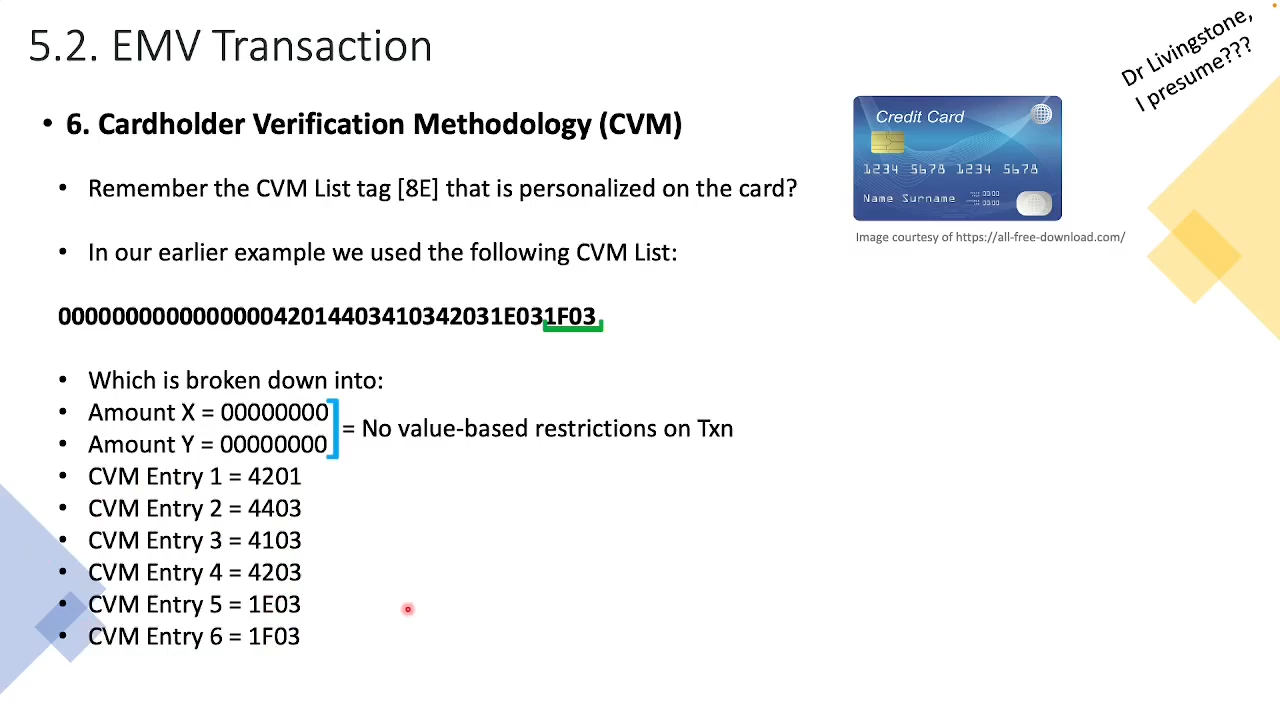 5.2. EMV Transaction
Dr Livingstone,
I presume???
• 6. Cardholder Verification Methodology (CVM)
Credit Card
1234 5678 1234 5678
Name Surname
Image courtesy of https://all-free-download.com/
• Remember the CVM List tag [8E] that is personalized on the card?
• In our earlier example we used the following CVM List:
000000000000000042014403410342031E031F03
• Which is broken down into:
• Amount X = 00000000
• Amount Y = 00000000
= No value-based restrictions on Txn
• CVM Entry 1 = 4201
• CVM Entry 2 = 4403
• CVM Entry 3 = 4103
• CVM Entry 4 = 4203
• CVM Entry 5 = 1E03
• CVM Entry 6 = 1F03